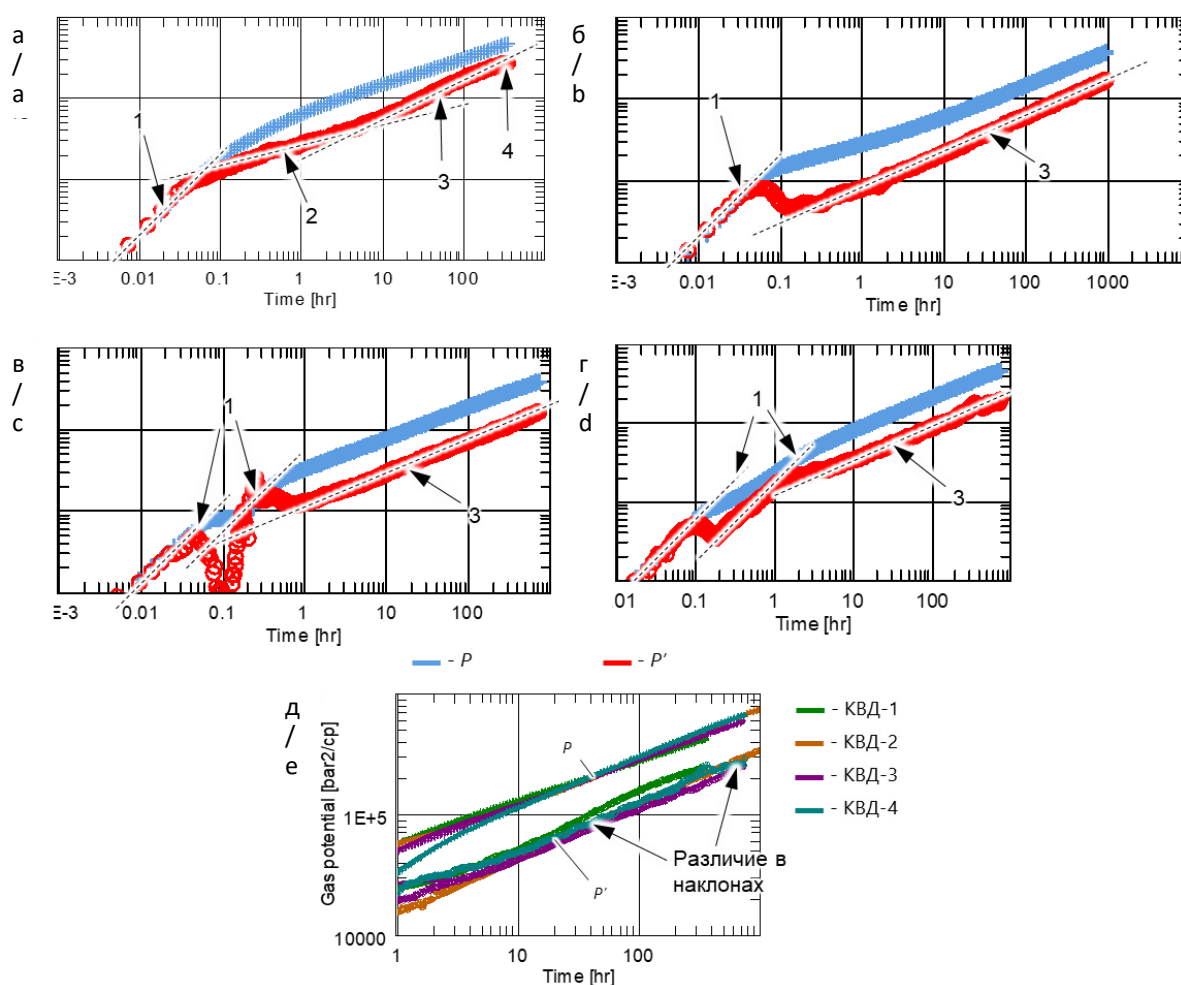 а
/
a
1
2
3
4
E-3 0.01 0.1 1 10 100
Time [hr]
б
/
b
1
3
E-3 0.01 0.1 1 10 100 1000
Time [hr]
в
/
c
1
3
E-3 0.01 0.1 1 10 100
Time [hr]
г
/
d
1
3
.01 0.1 1 10 100
Time [hr]
- P - P'
д
/
е
Gas potential [bar2/cp]
1E+5
10000
P
P'
Различие в
наклонах
1 10 100
Time [hr]
- КВД-1
- КВД-2
- КВД-3
- КВД-4